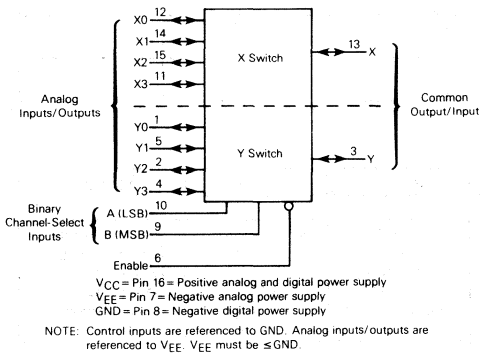 X0 12
X1 14
X2 15
X3 11
X Switch
13 X
Analog
Inputs/Outputs
Common
Output/Input
Y0 1
Y1 5
Y2 2
Y3 4
Y Switch
3 Y
Binary
Channel-Select
Inputs
A (LSB) 10
B (MSB) 9
Enable 6
VCC = Pin 16 = Positive analog and digital power supply
VEE = Pin 7 = Negative analog power supply
GND = Pin 8 = Negative digital power supply
NOTE: Control inputs are referenced to GND. Analog inputs/outputs are
referenced to VEE. VEE must be ≤GND.